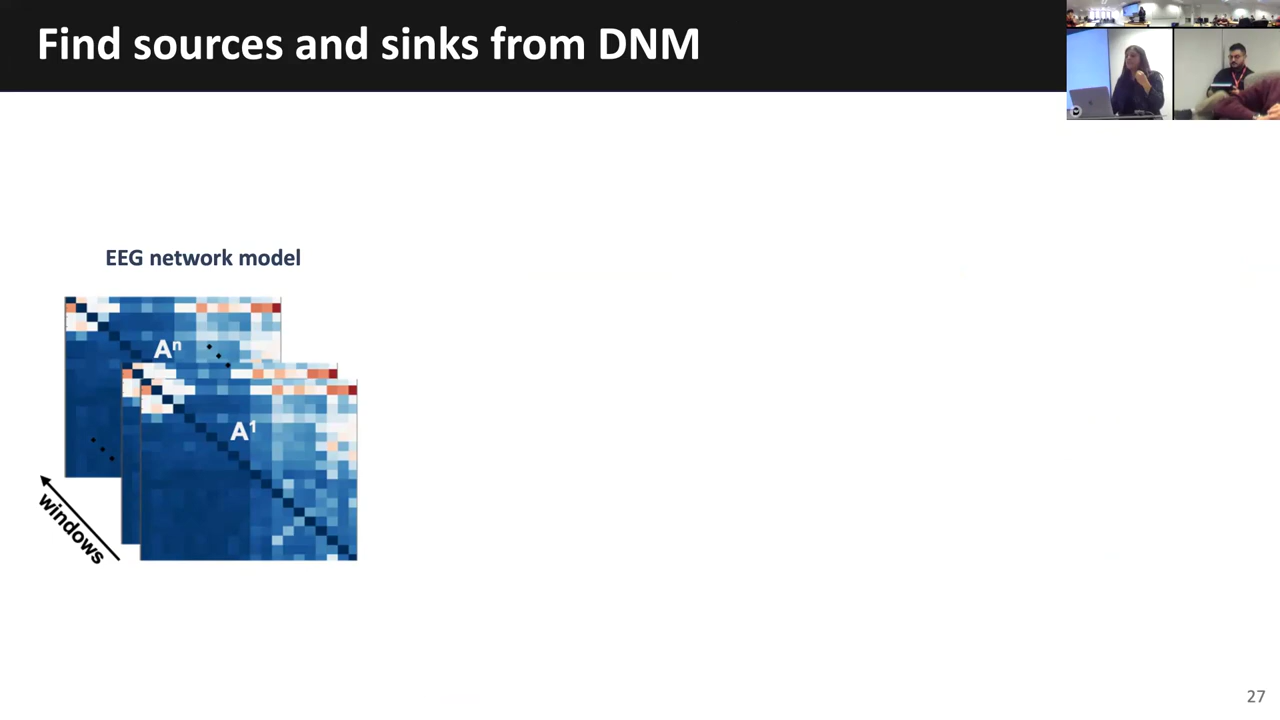 Find sources and sinks from DNM
EEG network model
Aⁿ
A¹
windows
27